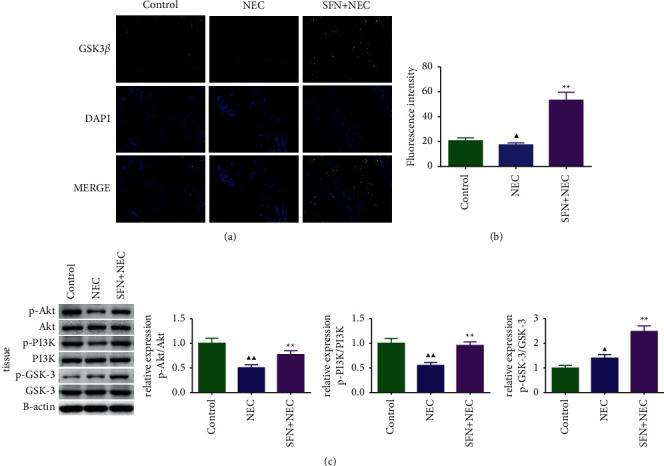 Control NEC SFN+NEC
GSK3β
DAPI
MERGE
(a)
Fluorescence intensity
80
60
40
20
0
▲
**
Control NEC SFN+NEC
(b)
tissue
Control NEC SFN+NEC
p-Akt
Akt
p-PI3K
PI3K
p-GSK-3
GSK-3
B-actin
relative expression
p-Akt/Akt
1.5
1.0
0.5
0.0
▲▲
**
Control NEC SFN+NEC
relative expression
p-PI3K/PI3K
1.5
1.0
0.5
0.0
▲▲
**
Control NEC SFN+NEC
relative expression
p-GSK-3/GSK-3
3
2
1
0
▲
**
Control NEC SFN+NEC
(c)